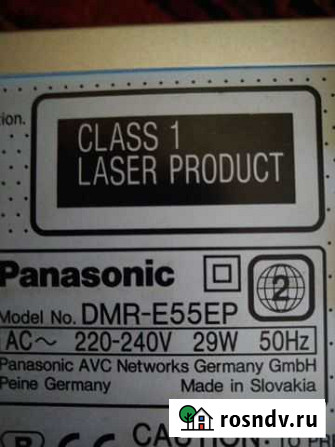 tion.
CLASS 1
LASER PRODUCT
Panasonic
2
Model No. DMR-E55EP
AC~ 220-240V 29W 50Hz
Panasonic AVC Networks Germany GmbH
Peine Germany Made in Slovakia
rosndv.ru